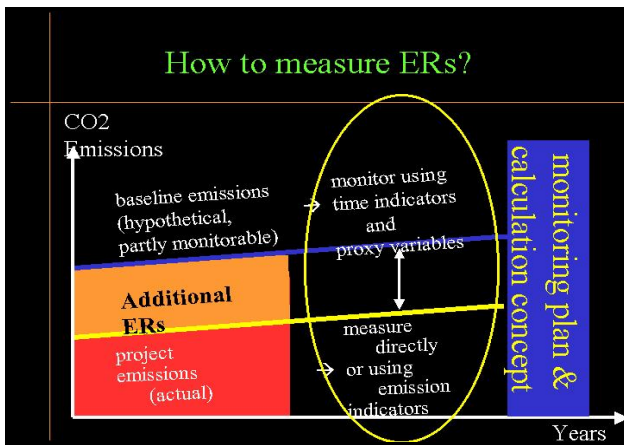 How to measure ERs?
CO2
Emissions
baseline emissions
(hypothetical,
partly monitorable)
→ monitor using
time indicators
and
proxy variables
Additional
ERs
project
emissions
(actual)
measure
directly
→ or using
emission
indicators
monitoring plan &
calculation concept
Years